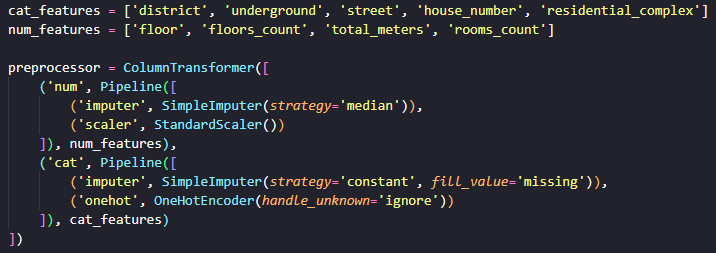 cat_features = ['district', 'underground', 'street', 'house_number', 'residential_complex']
num_features = ['floor', 'floors_count', 'total_meters', 'rooms_count']

preprocessor = ColumnTransformer([
    ('num', Pipeline([
        ('imputer', SimpleImputer(strategy='median')),
        ('scaler', StandardScaler())
    ]), num_features),
    ('cat', Pipeline([
        ('imputer', SimpleImputer(strategy='constant', fill_value='missing')),
        ('onehot', OneHotEncoder(handle_unknown='ignore'))
    ]), cat_features)
])